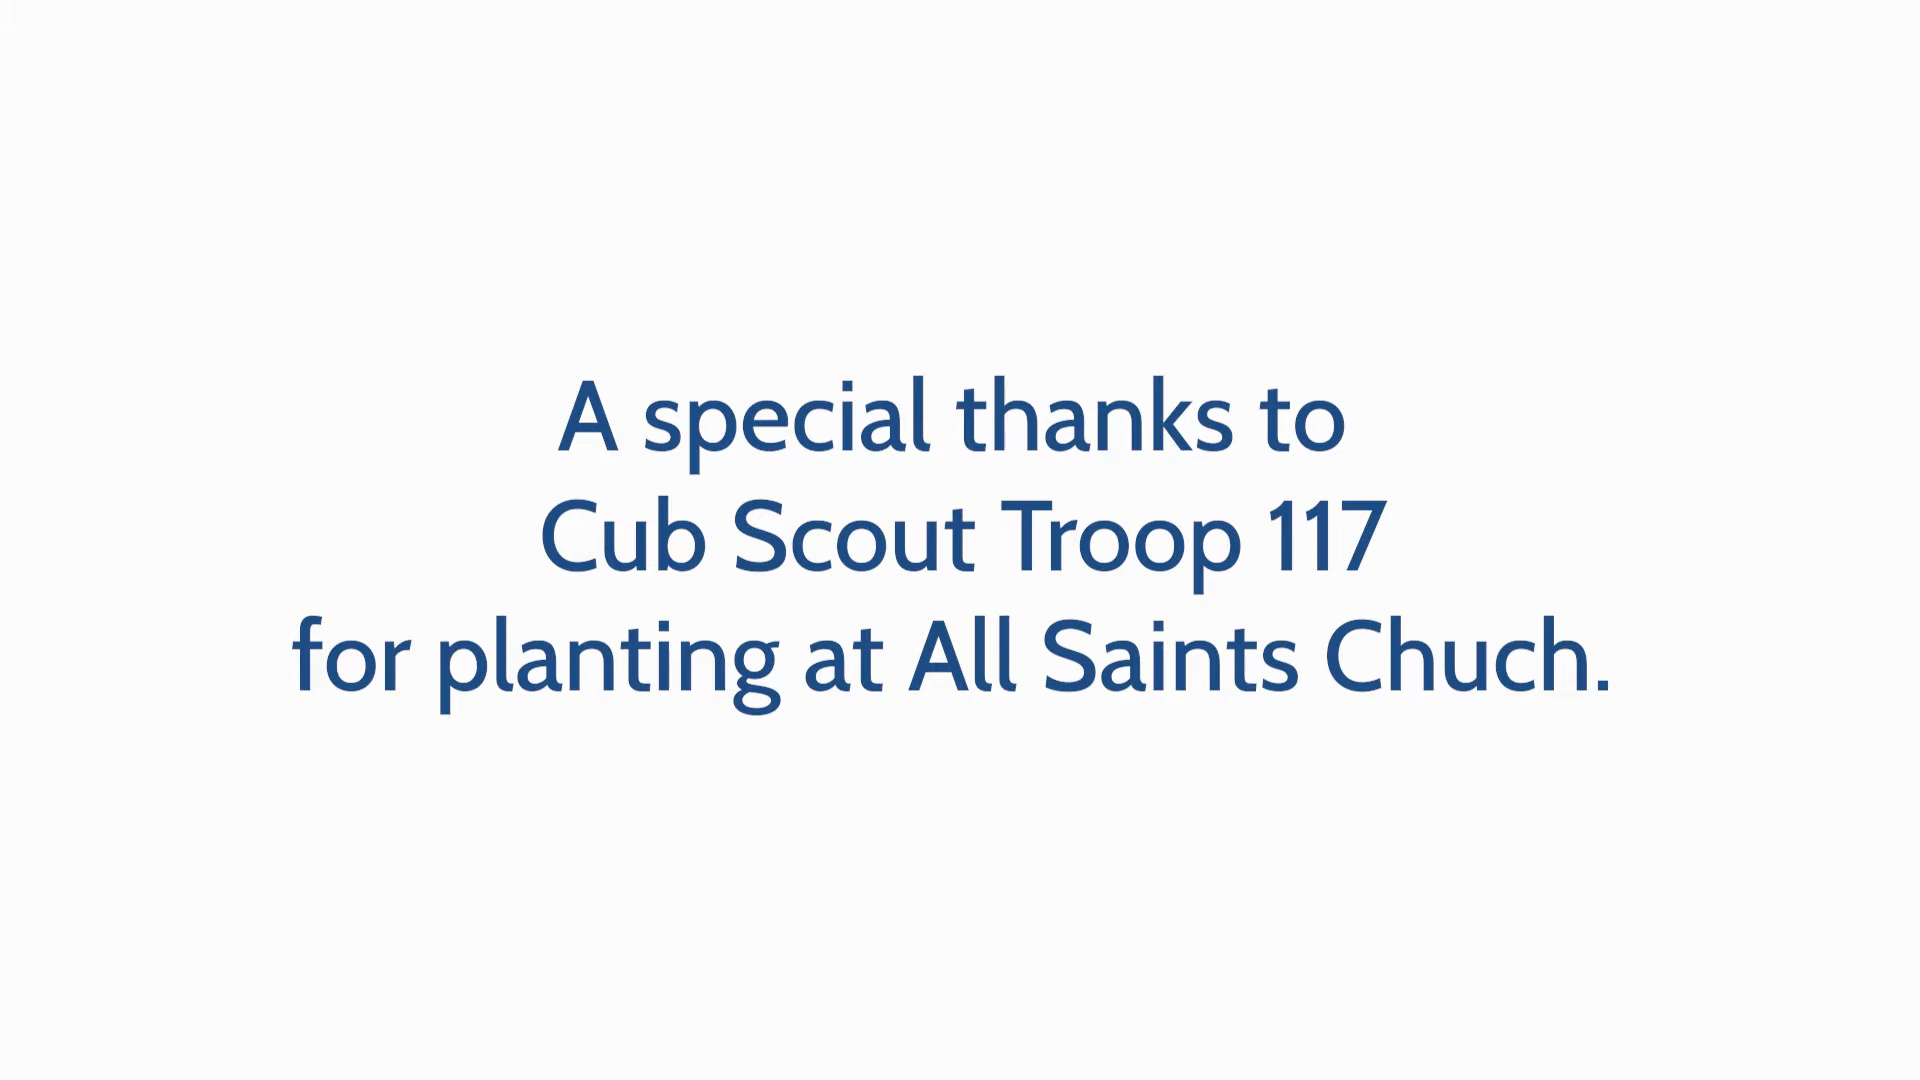 A special thanks to
Cub Scout Troop 117
for planting at All Saints Chuch.